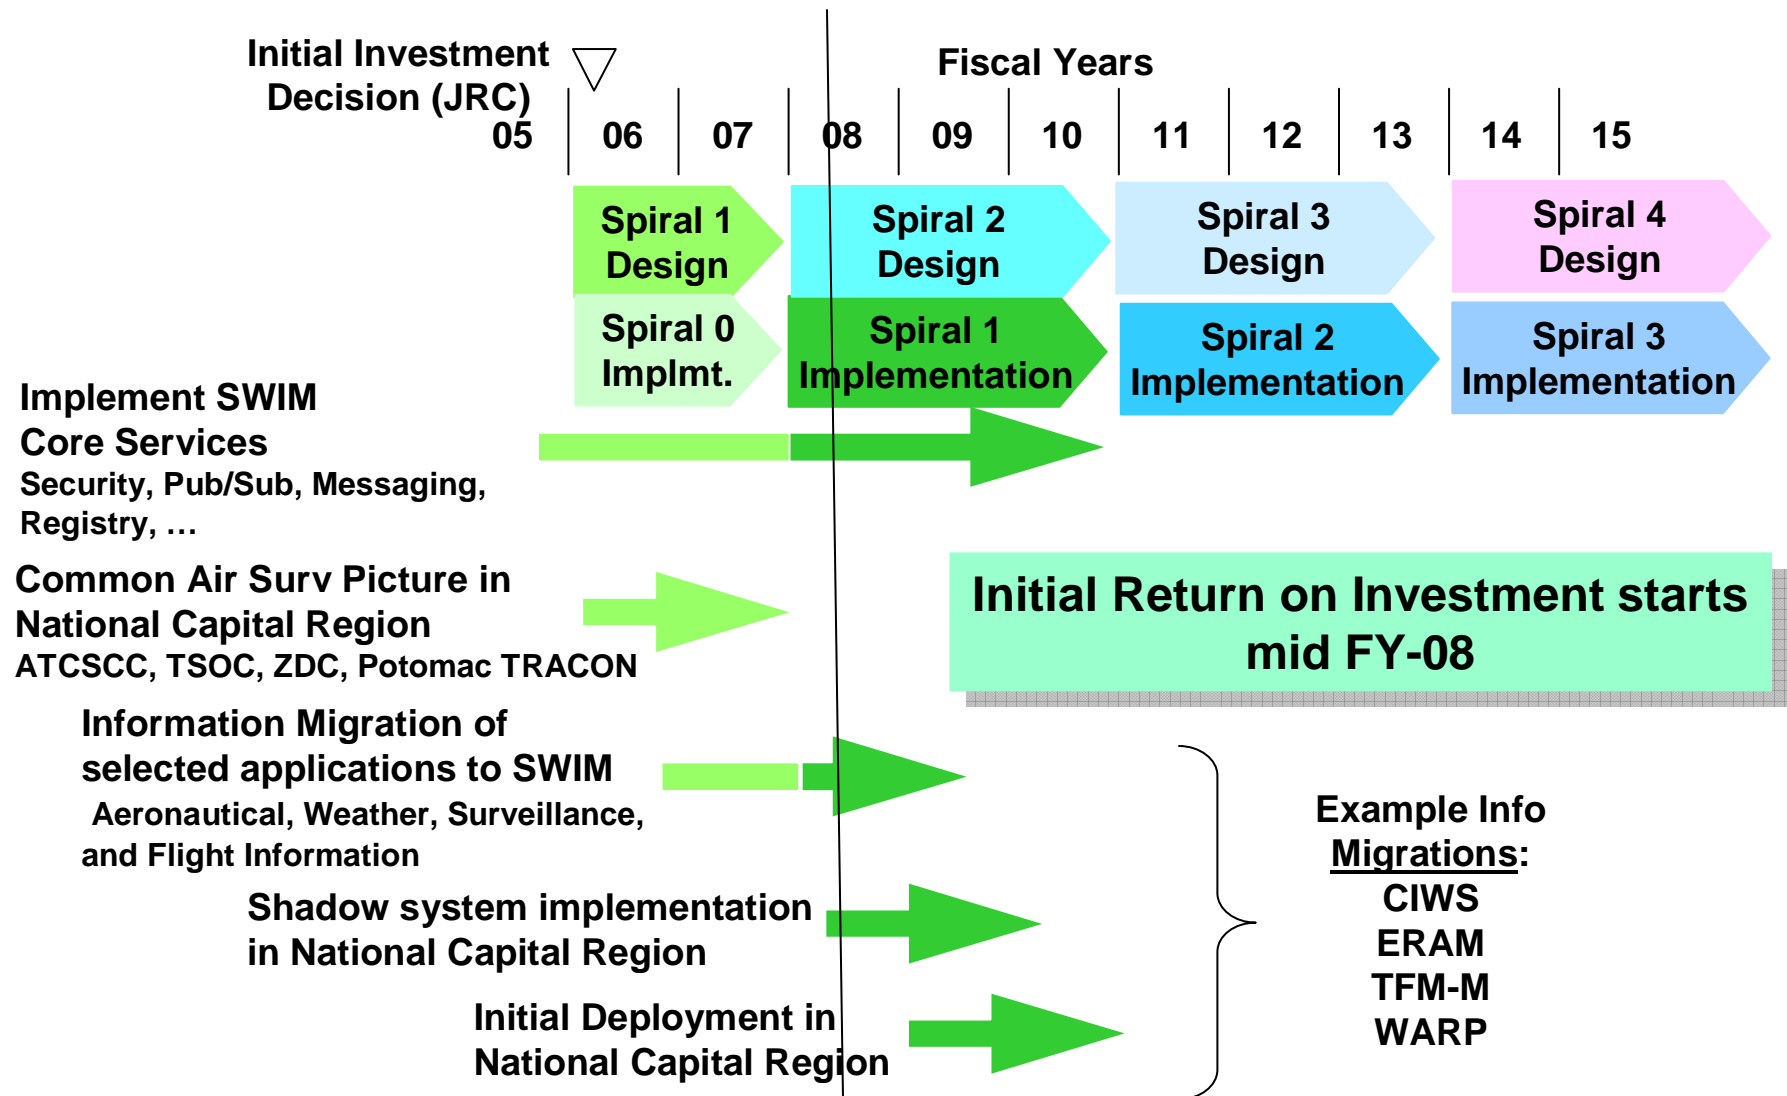 Initial Investment
Decision (JRC)
Fiscal Years
05 06 07 08 09 10 11 12 13 14 15
Spiral 1
Design
Spiral 2
Design
Spiral 3
Design
Spiral 4
Design
Spiral 0
Implmt.
Spiral 1
Implementation
Spiral 2
Implementation
Spiral 3
Implementation
Implement SWIM
Core Services
Security, Pub/Sub, Messaging,
Registry, …
Common Air Surv Picture in
National Capital Region
ATCSCC, TSOC, ZDC, Potomac TRACON
Initial Return on Investment starts
mid FY-08
Information Migration of
selected applications to SWIM
Aeronautical, Weather, Surveillance,
and Flight Information
Shadow system implementation
in National Capital Region
Initial Deployment in
National Capital Region
Example Info
Migrations:
CIWS
ERAM
TFM-M
WARP